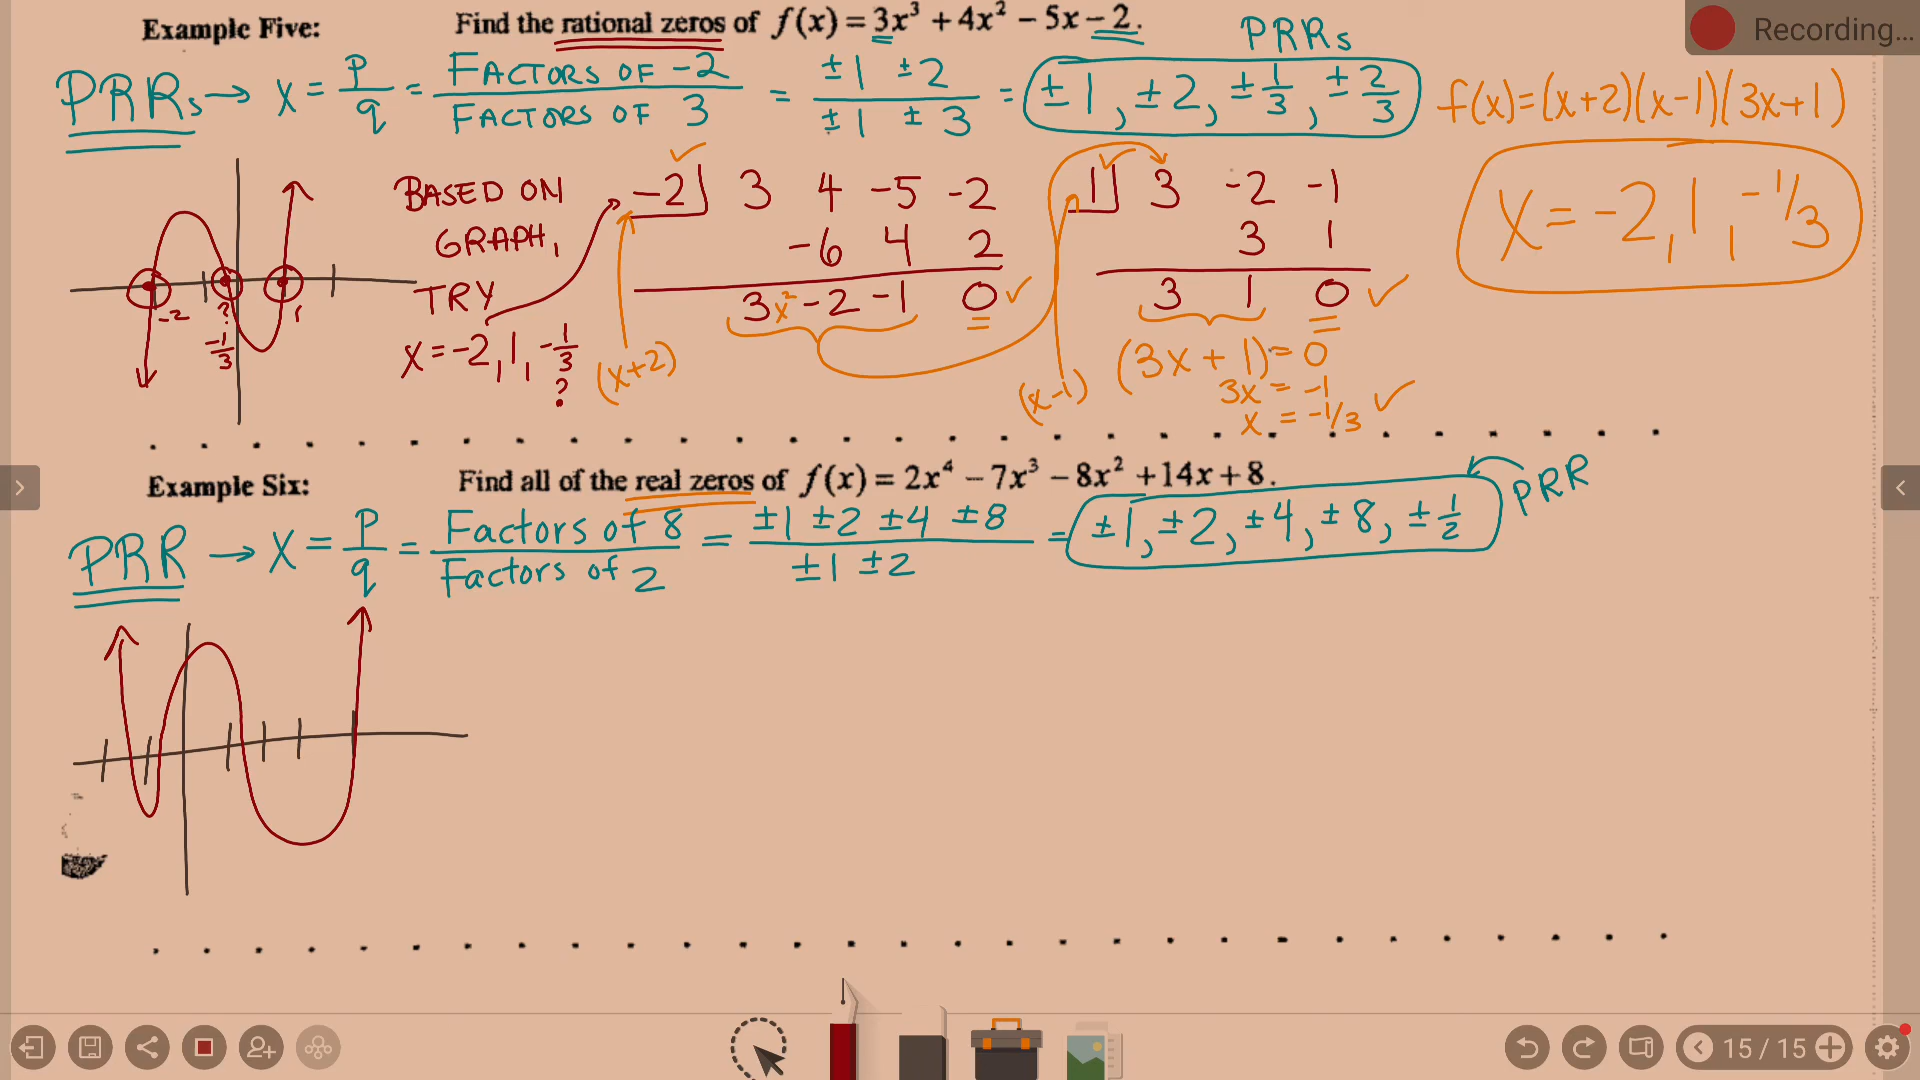 Example Five: Find the rational zeros of f(x) = 3x³ + 4x² − 5x − 2.
Recording...
PRRs
PRRs → x = p/q = FACTORS OF -2 / FACTORS OF 3 = ±1 ±2 / ±1 ±3 = ±1, ±2, ±1/3, ±2/3
f(x)=(x+2)(x-1)(3x+1)
x = -2, 1, -1/3
BASED ON
GRAPH,
TRY
x = -2, 1, -1/3
?
-2
?
-1/3
1
-2] 3 4 -5 -2
-6 4 2
3x² -2 -1 0 ✓
(x+2)
1] 3 -2 -1
3 1
3 1 0 ✓
(x-1)
(3x+1)=0
3x = -1
x = -1/3 ✓
Example Six: Find all of the real zeros of f(x) = 2x⁴ − 7x³ − 8x² + 14x + 8.
PRR
PRR → x = p/q = Factors of 8 / Factors of 2 = ±1 ±2 ±4 ±8 / ±1 ±2 = ±1, ±2, ±4, ±8, ±1/2
15 / 15